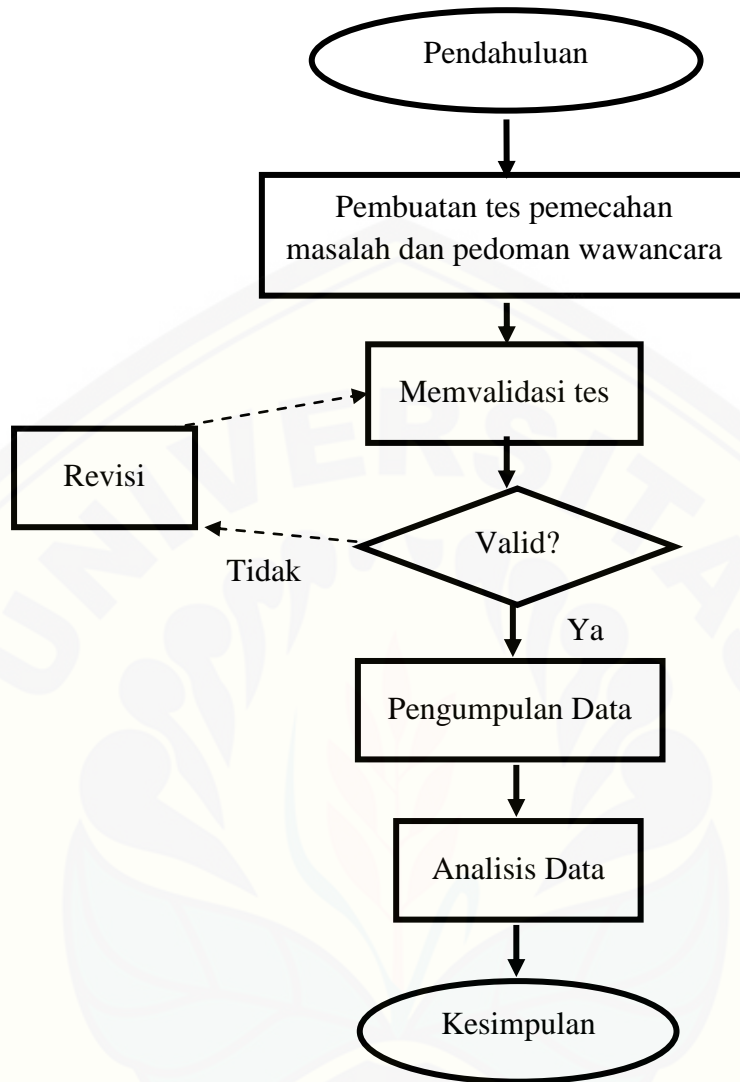 Pendahuluan
Pembuatan tes pemecahan
masalah dan pedoman wawancara
Memvalidasi tes
Revisi
Valid?
Tidak
Ya
Pengumpulan Data
Analisis Data
Kesimpulan